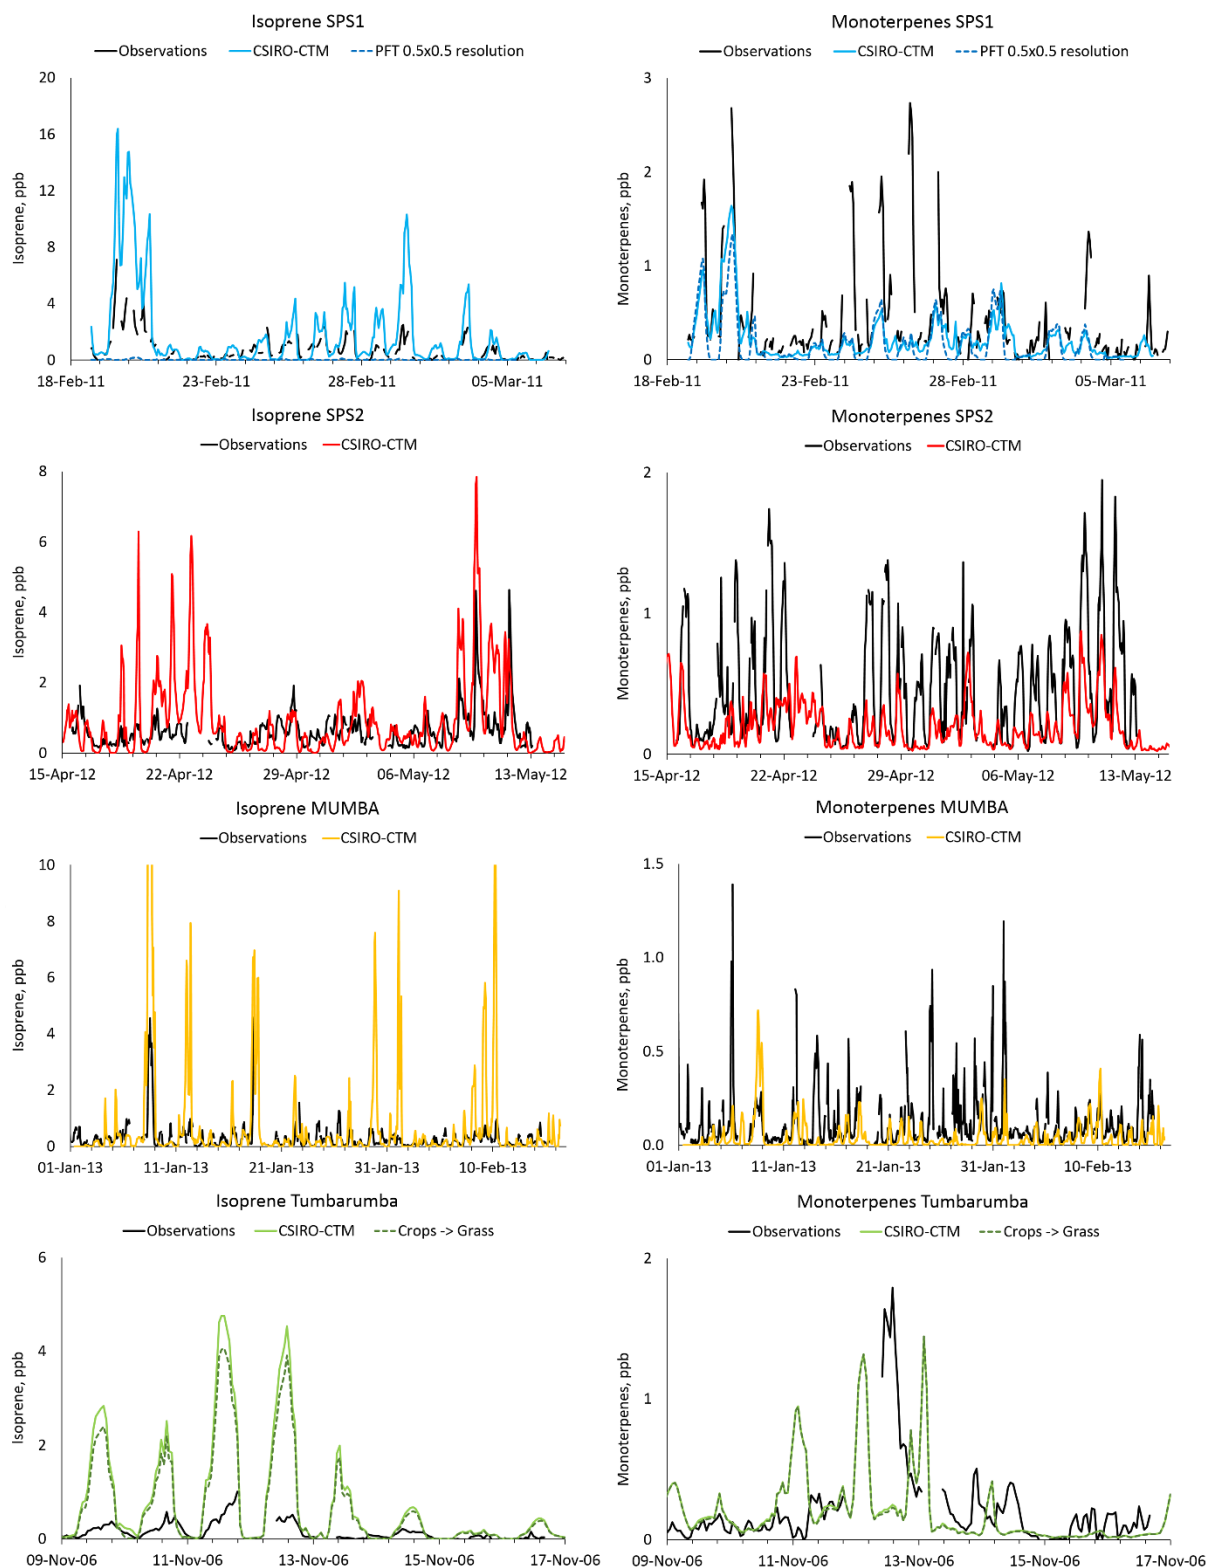 Isoprene SPS1
Observations CSIRO-CTM PFT 0.5x0.5 resolution
Isoprene, ppb
20
16
12
8
4
0
18-Feb-11 23-Feb-11 28-Feb-11 05-Mar-11
Monoterpenes SPS1
Observations CSIRO-CTM PFT 0.5x0.5 resolution
Monoterpenes, ppb
3
2
1
0
18-Feb-11 23-Feb-11 28-Feb-11 05-Mar-11
Isoprene SPS2
Observations CSIRO-CTM
Isoprene, ppb
8
6
4
2
0
15-Apr-12 22-Apr-12 29-Apr-12 06-May-12 13-May-12
Monoterpenes SPS2
Observations CSIRO-CTM
Monoterpenes, ppb
2
1
0
15-Apr-12 22-Apr-12 29-Apr-12 06-May-12 13-May-12
Isoprene MUMBA
Observations CSIRO-CTM
Isoprene, ppb
10
8
6
4
2
0
01-Jan-13 11-Jan-13 21-Jan-13 31-Jan-13 10-Feb-13
Monoterpenes MUMBA
Observations CSIRO-CTM
Monoterpenes, ppb
1.5
1.0
0.5
0.0
01-Jan-13 11-Jan-13 21-Jan-13 31-Jan-13 10-Feb-13
Isoprene Tumbarumba
Observations CSIRO-CTM Crops -> Grass
Isoprene, ppb
6
4
2
0
09-Nov-06 11-Nov-06 13-Nov-06 15-Nov-06 17-Nov-06
Monoterpenes Tumbarumba
Observations CSIRO-CTM Crops -> Grass
Monoterpenes, ppb
2
1
0
09-Nov-06 11-Nov-06 13-Nov-06 15-Nov-06 17-Nov-06